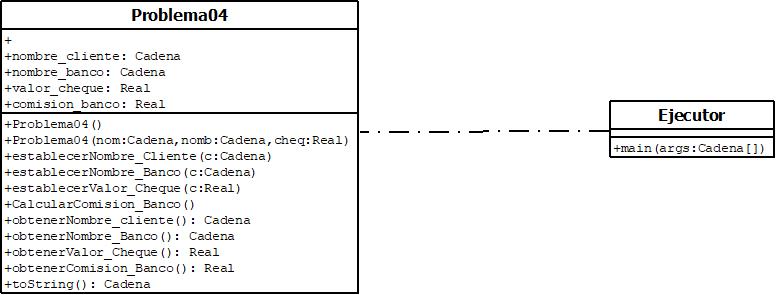 Problema04
+
+nombre_cliente: Cadena
+nombre_banco: Cadena
+valor_cheque: Real
+comision_banco: Real
+Problema04()
+Problema04(nom:Cadena,nomb:Cadena,cheq:Real)
+establecerNombre_Cliente(c:Cadena)
+establecerNombre_Banco(c:Cadena)
+establecerValor_Cheque(c:Real)
+CalcularComision_Banco()
+obtenerNombre_cliente(): Cadena
+obtenerNombre_Banco(): Cadena
+obtenerValor_Cheque(): Real
+obtenerComision_Banco(): Real
+toString(): Cadena
Ejecutor
+main(args:Cadena[])